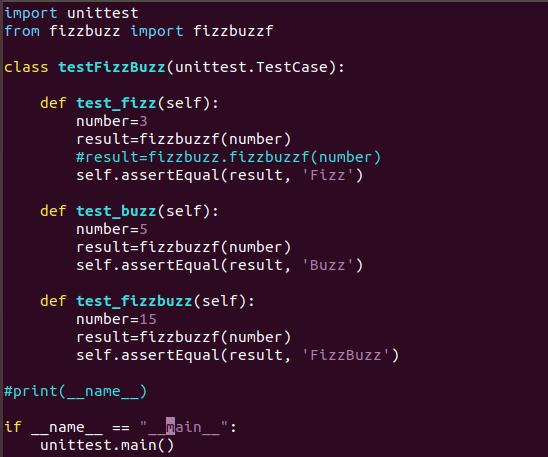 import unittest
from fizzbuzz import fizzbuzzf
class testFizzBuzz(unittest.TestCase):
    def test_fizz(self):
        number=3
        result=fizzbuzzf(number)
        #result=fizzbuzz.fizzbuzzf(number)
        self.assertEqual(result, 'Fizz')
    def test_buzz(self):
        number=5
        result=fizzbuzzf(number)
        self.assertEqual(result, 'Buzz')
    def test_fizzbuzz(self):
        number=15
        result=fizzbuzzf(number)
        self.assertEqual(result, 'FizzBuzz')
#print(__name__)
if __name__ == "__main__":
    unittest.main()